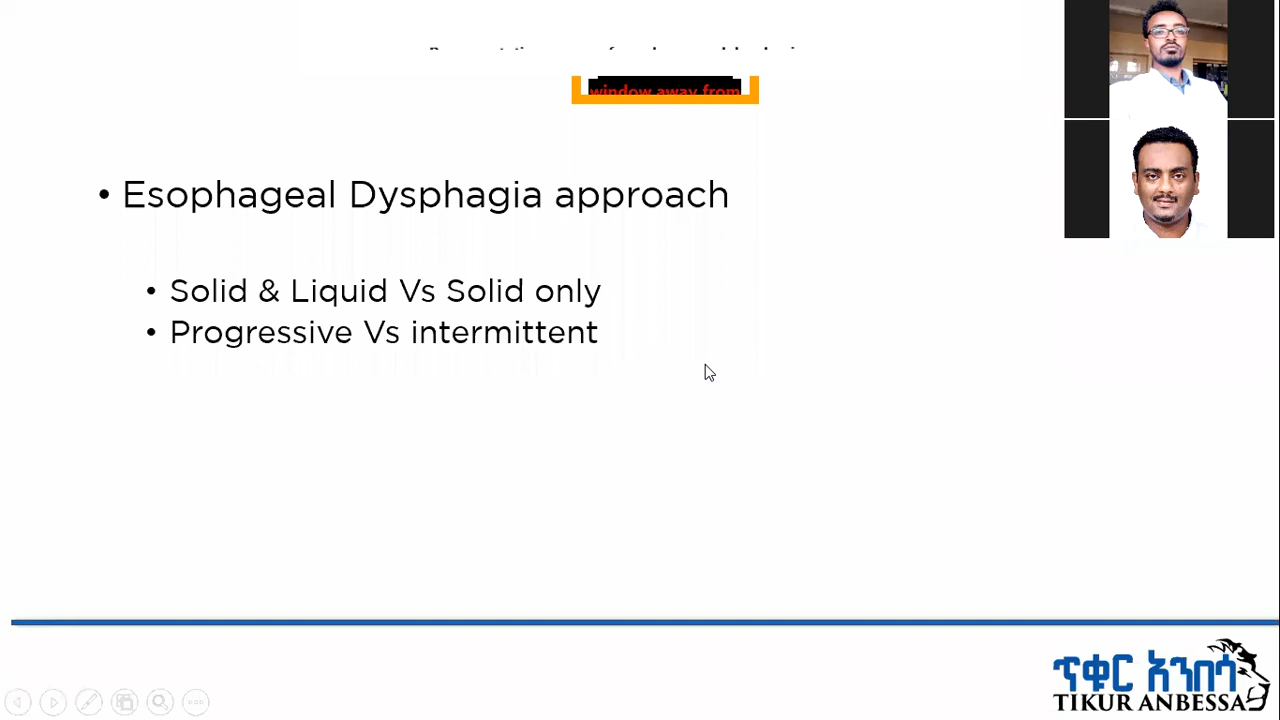 window away from
• Esophageal Dysphagia approach
• Solid & Liquid Vs Solid only
• Progressive Vs intermittent
ጥቁር አንበሳ
TIKUR ANBESSA